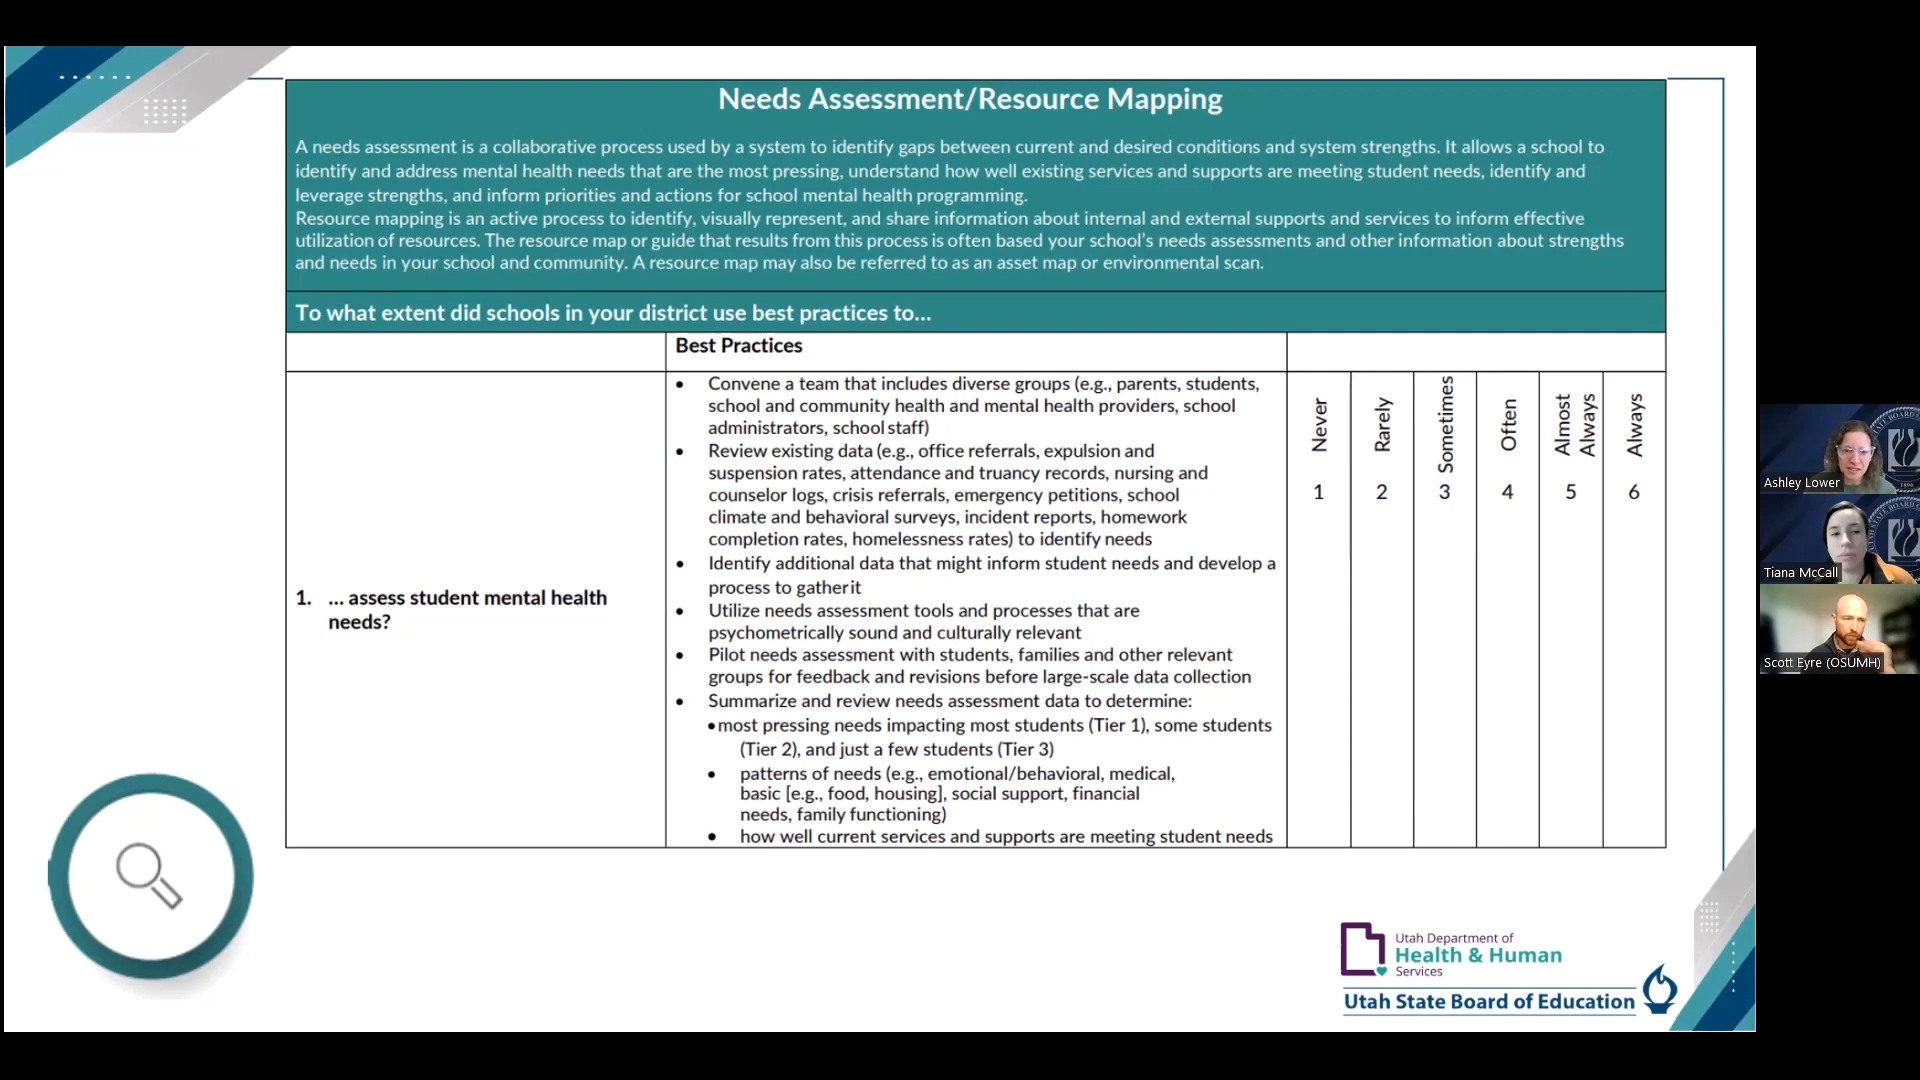 Needs Assessment/Resource Mapping
A needs assessment is a collaborative process used by a system to identify gaps between current and desired conditions and system strengths. It allows a school to
identify and address mental health needs that are the most pressing, understand how well existing services and supports are meeting student needs, identify and
leverage strengths, and inform priorities and actions for school mental health programming.
Resource mapping is an active process to identify, visually represent, and share information about internal and external supports and services to inform effective
utilization of resources. The resource map or guide that results from this process is often based your school's needs assessments and other information about strengths
and needs in your school and community. A resource map may also be referred to as an asset map or environmental scan.
To what extent did schools in your district use best practices to...
Best Practices
1. ... assess student mental health
needs?
• Convene a team that includes diverse groups (e.g., parents, students,
school and community health and mental health providers, school
administrators, school staff)
• Review existing data (e.g., office referrals, expulsion and
suspension rates, attendance and truancy records, nursing and
counselor logs, crisis referrals, emergency petitions, school
climate and behavioral surveys, incident reports, homework
completion rates, homelessness rates) to identify needs
• Identify additional data that might inform student needs and develop a
process to gatherit
• Utilize needs assessment tools and processes that are
psychometrically sound and culturally relevant
• Pilot needs assessment with students, families and other relevant
groups for feedback and revisions before large-scale data collection
• Summarize and review needs assessment data to determine:
• most pressing needs impacting most students (Tier 1), some students
(Tier 2), and just a few students (Tier 3)
• patterns of needs (e.g., emotional/behavioral, medical,
basic [e.g., food, housing], social support, financial
needs, family functioning)
• how well current services and supports are meeting student needs
Never
Rarely
Sometimes
Often
Almost
Always
Always
1 2 3 4 5 6
Ashley Lower
Tiana McCall
Scott Eyre (OSUMH)
Utah Department of
Health & Human
Services
Utah State Board of Education